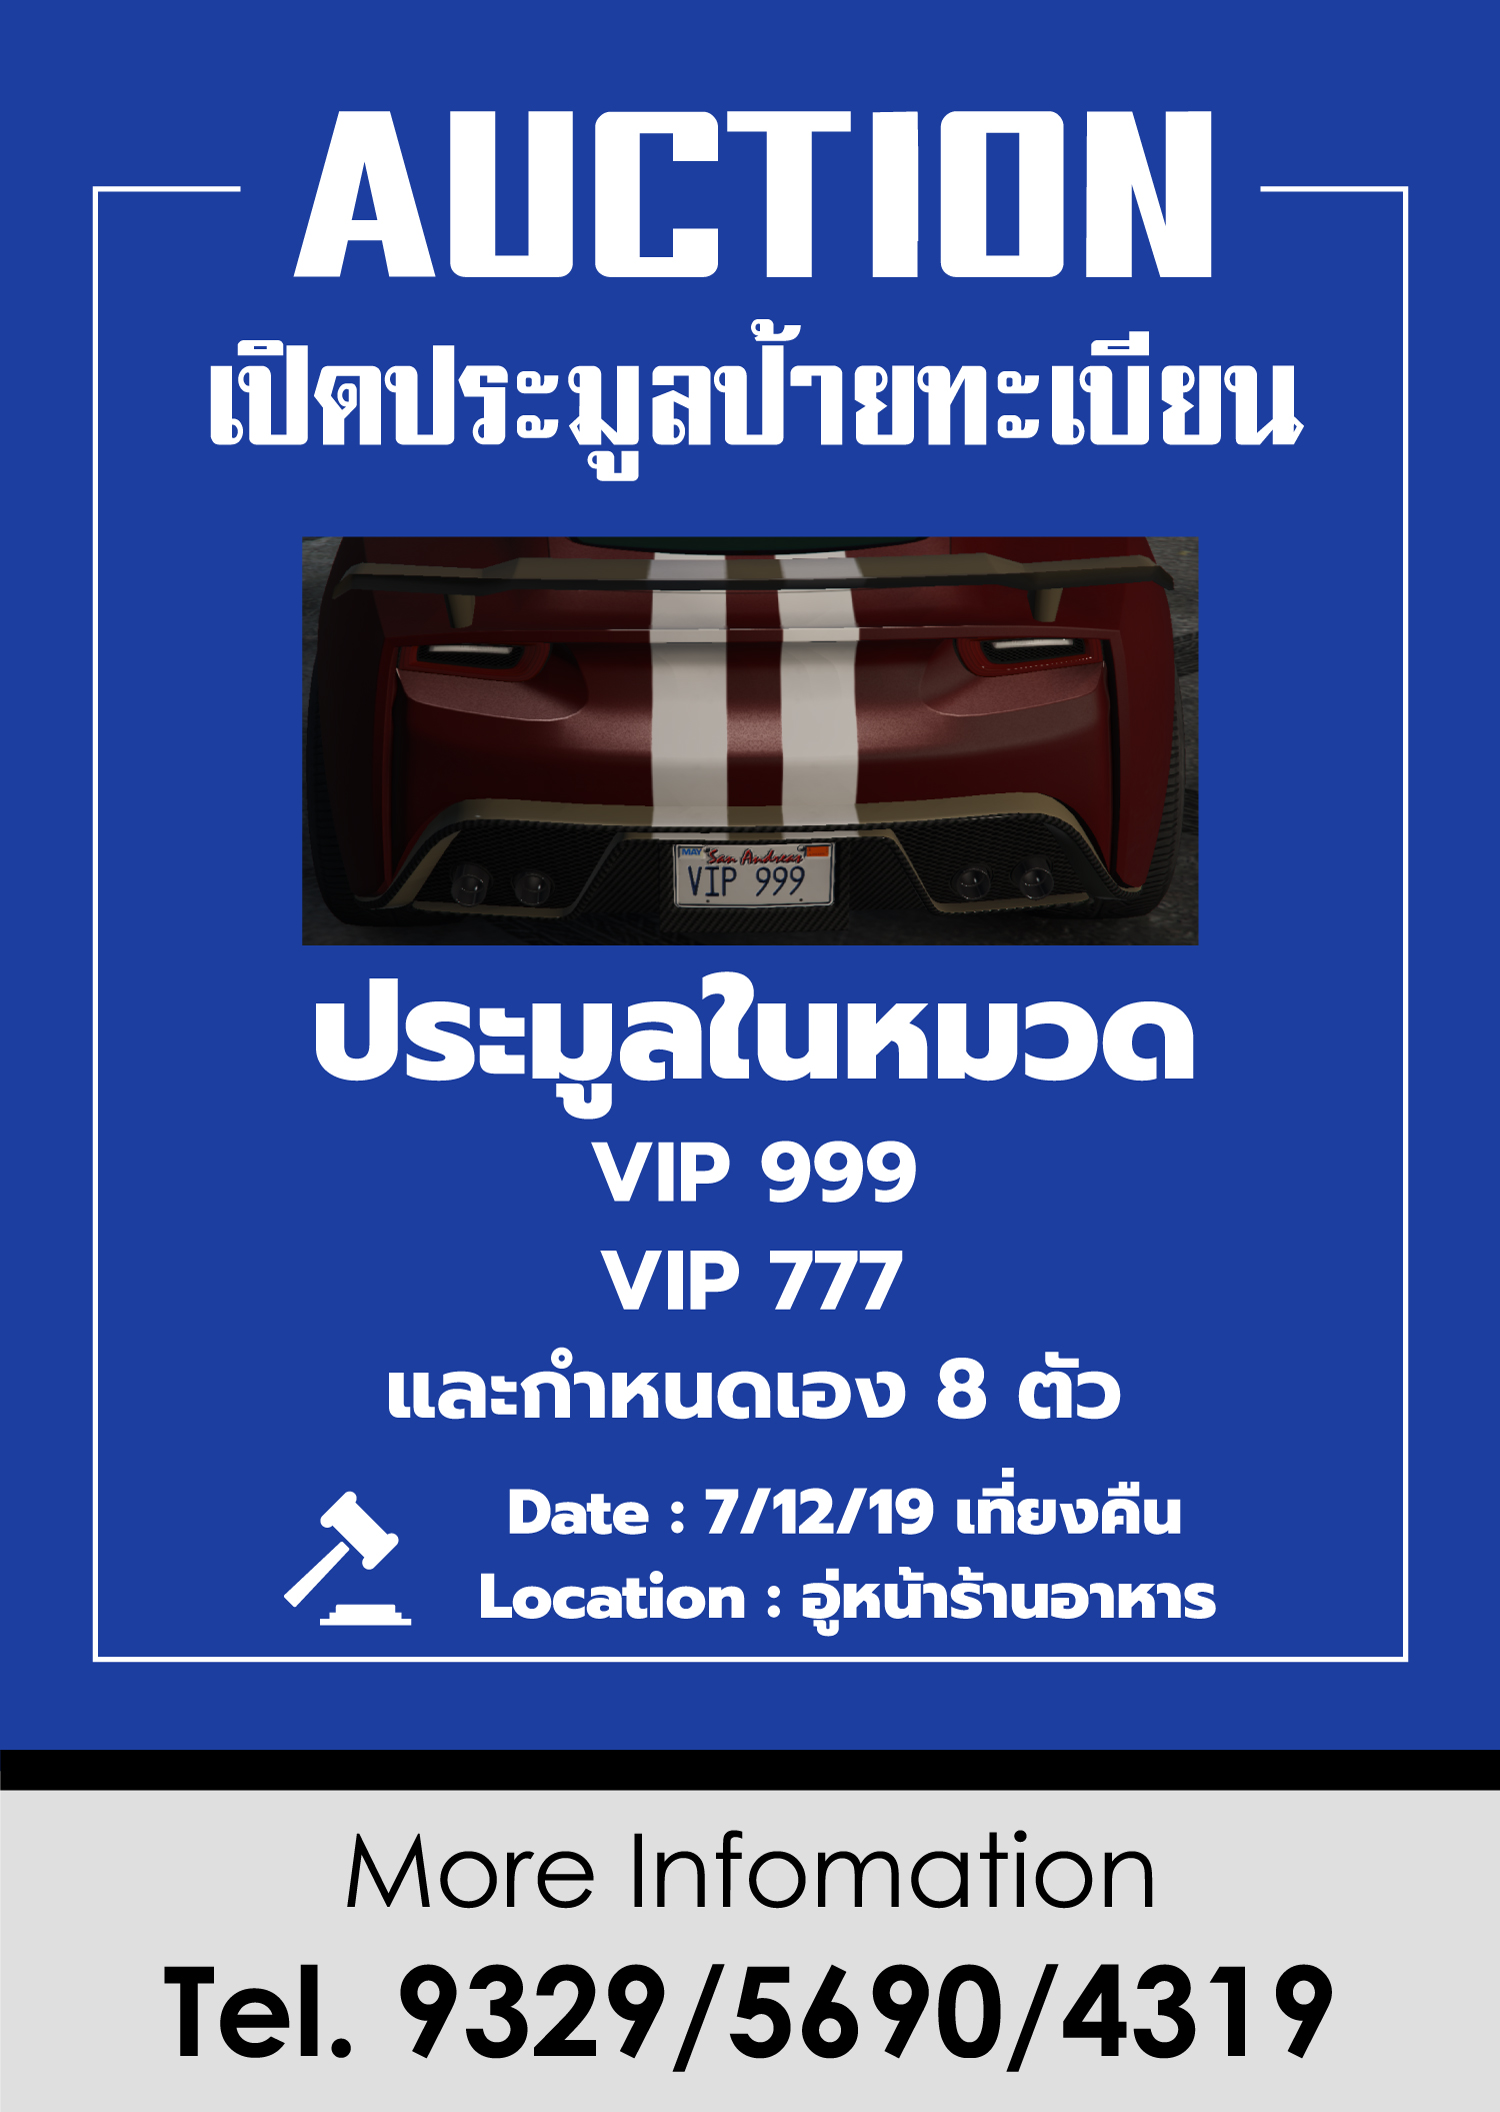 AUCTION
เปิดประมูลป้ายทะเบียน
MAY San Andreas
VIP 999
ประมูลในหมวด
VIP 999
VIP 777
และกำหนดเอง 8 ตัว
Date : 7/12/19 เที่ยงคืน
Location : อู่หน้าร้านอาหาร
More Infomation
Tel. 9329/5690/4319